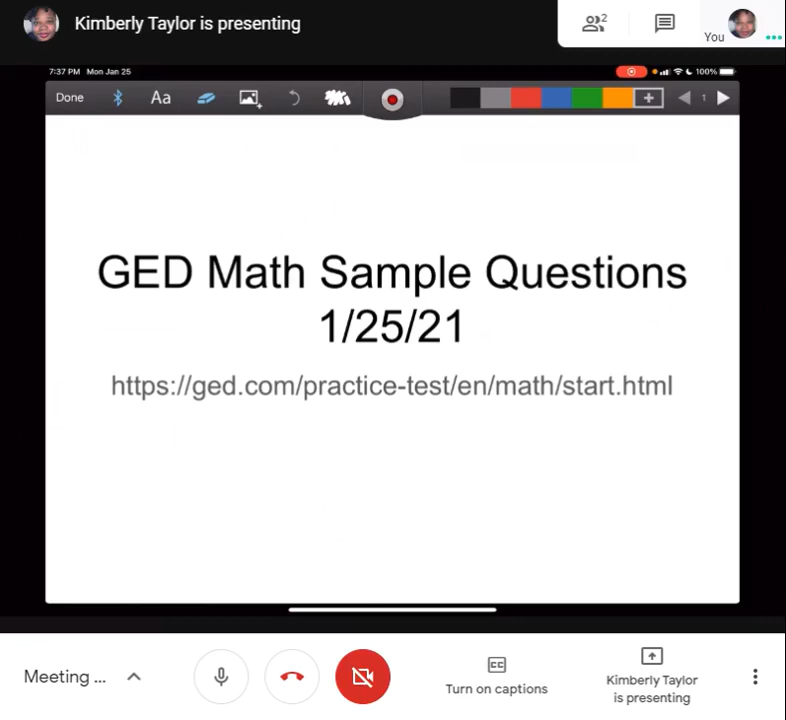 Kimberly Taylor is presenting
2
You
7:37 PM Mon Jan 25
100%
Done
Aa
1
GED Math Sample Questions
1/25/21
https://ged.com/practice-test/en/math/start.html
Meeting ...
CC
Turn on captions
Kimberly Taylor
is presenting